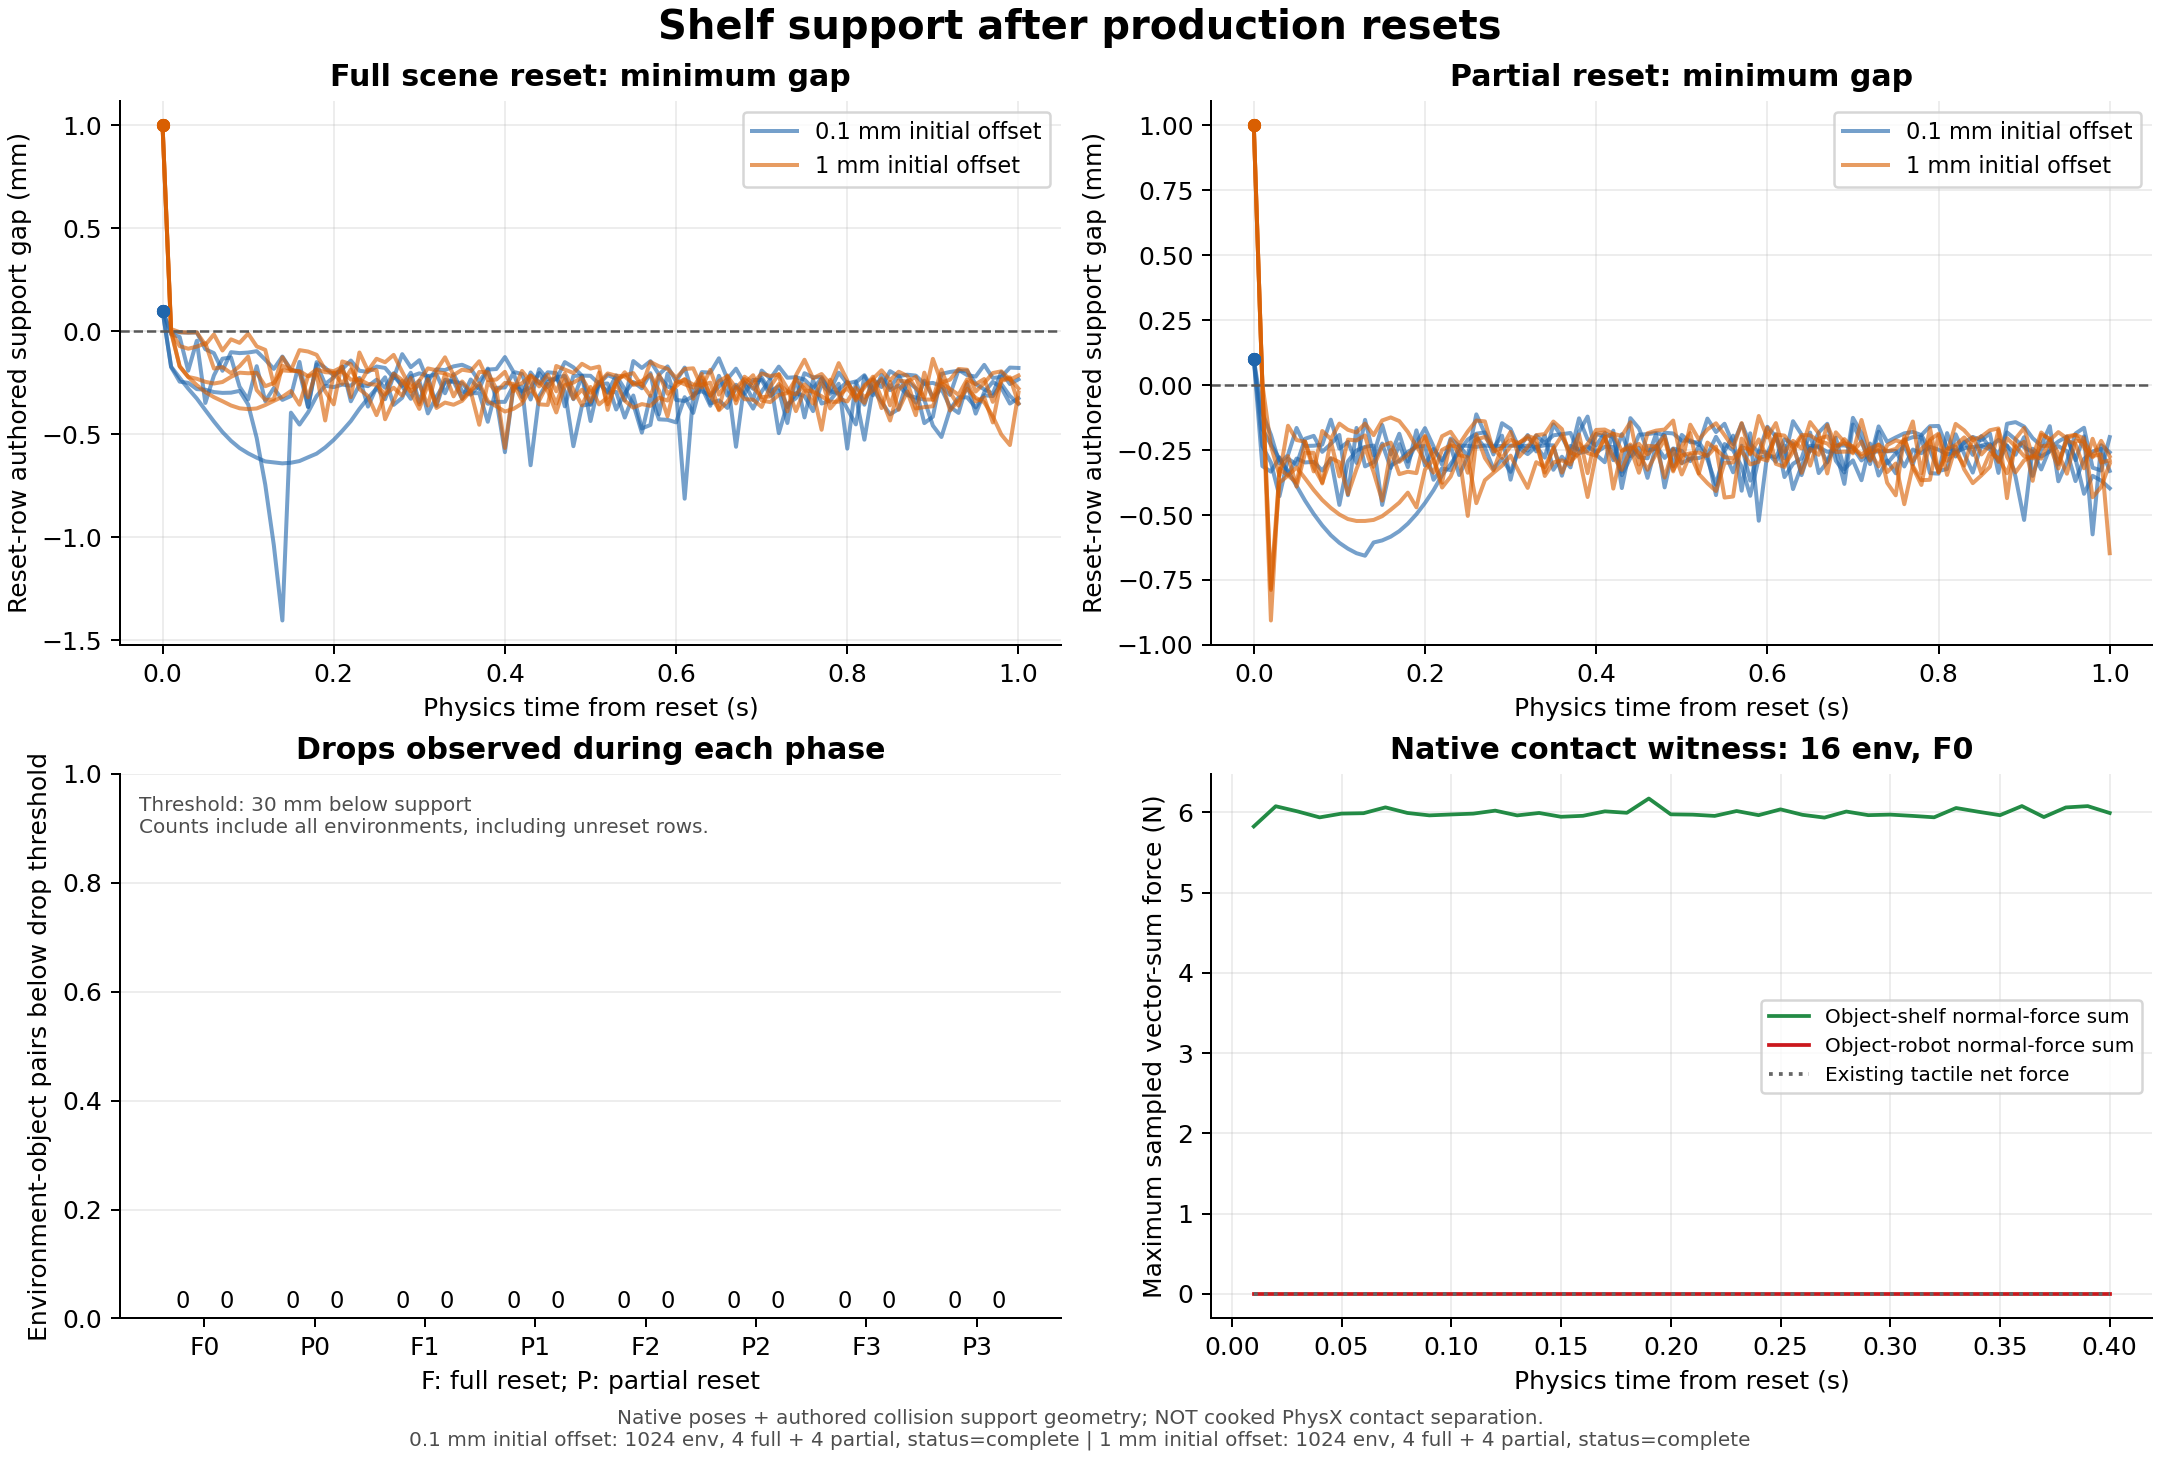 Shelf support after production resets
Full scene reset: minimum gap
Reset-row authored support gap (mm)
1.0
0.5
0.0
−0.5
−1.0
−1.5
0.1 mm initial offset
1 mm initial offset
0.0 0.2 0.4 0.6 0.8 1.0
Physics time from reset (s)
Partial reset: minimum gap
Reset-row authored support gap (mm)
1.00
0.75
0.50
0.25
0.00
−0.25
−0.50
−0.75
−1.00
0.1 mm initial offset
1 mm initial offset
0.0 0.2 0.4 0.6 0.8 1.0
Physics time from reset (s)
Drops observed during each phase
Environment-object pairs below drop threshold
1.0
0.8
0.6
0.4
0.2
0.0
Threshold: 30 mm below support
Counts include all environments, including unreset rows.
0 0 0 0 0 0 0 0 0 0 0 0 0 0 0 0
F0 P0 F1 P1 F2 P2 F3 P3
F: full reset; P: partial reset
Native contact witness: 16 env, F0
Maximum sampled vector-sum force (N)
6
5
4
3
2
1
0
Object-shelf normal-force sum
Object-robot normal-force sum
Existing tactile net force
0.00 0.05 0.10 0.15 0.20 0.25 0.30 0.35 0.40
Physics time from reset (s)
Native poses + authored collision support geometry; NOT cooked PhysX contact separation.
0.1 mm initial offset: 1024 env, 4 full + 4 partial, status=complete | 1 mm initial offset: 1024 env, 4 full + 4 partial, status=complete